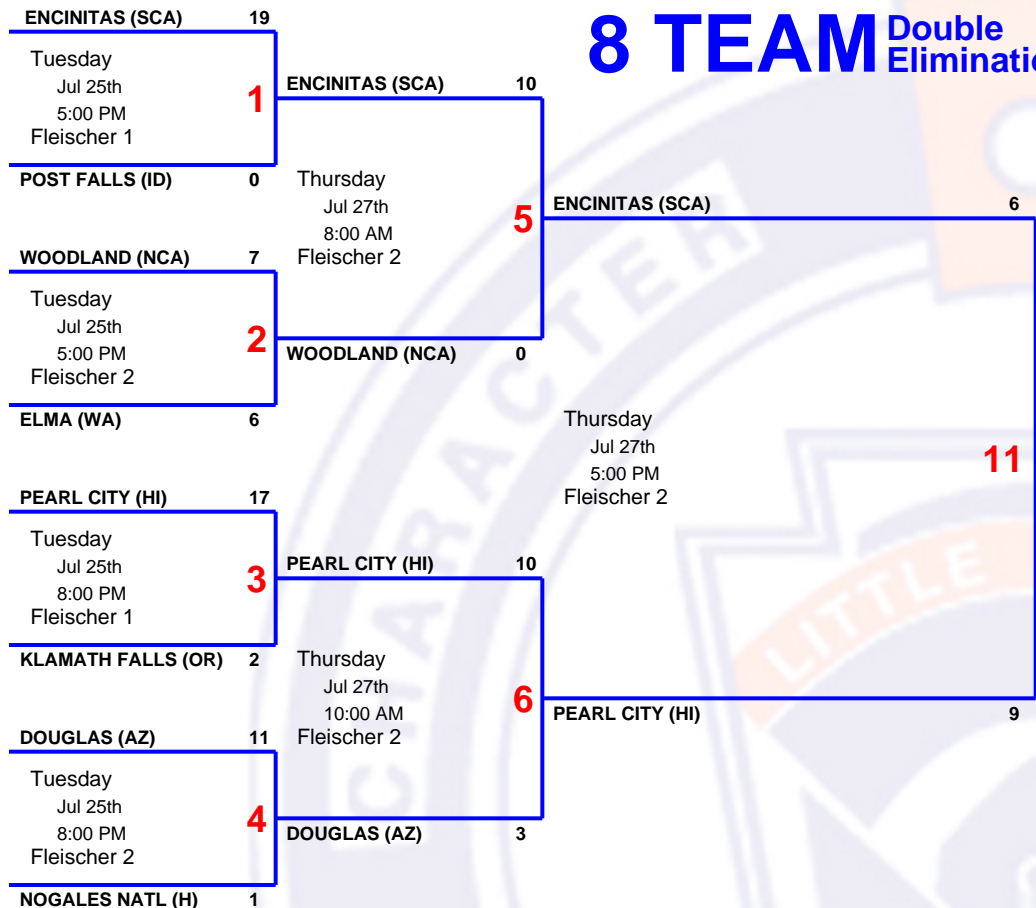 ENCINITAS (SCA) 19
8 TEAM Double
Eliminatio
Tuesday
Jul 25th
5:00 PM
Fleischer 1
1
ENCINITAS (SCA) 10
POST FALLS (ID) 0
Thursday
Jul 27th
8:00 AM
Fleischer 2
5
ENCINITAS (SCA) 6
WOODLAND (NCA) 7
Tuesday
Jul 25th
5:00 PM
Fleischer 2
2
WOODLAND (NCA) 0
ELMA (WA) 6
Thursday
Jul 27th
5:00 PM
Fleischer 2
11
PEARL CITY (HI) 17
Tuesday
Jul 25th
8:00 PM
Fleischer 1
3
PEARL CITY (HI) 10
KLAMATH FALLS (OR) 2
Thursday
Jul 27th
10:00 AM
Fleischer 2
6
PEARL CITY (HI) 9
DOUGLAS (AZ) 11
Tuesday
Jul 25th
8:00 PM
Fleischer 2
4
DOUGLAS (AZ) 3
NOGALES NATL (H) 1
CHARACTER
LITTLE